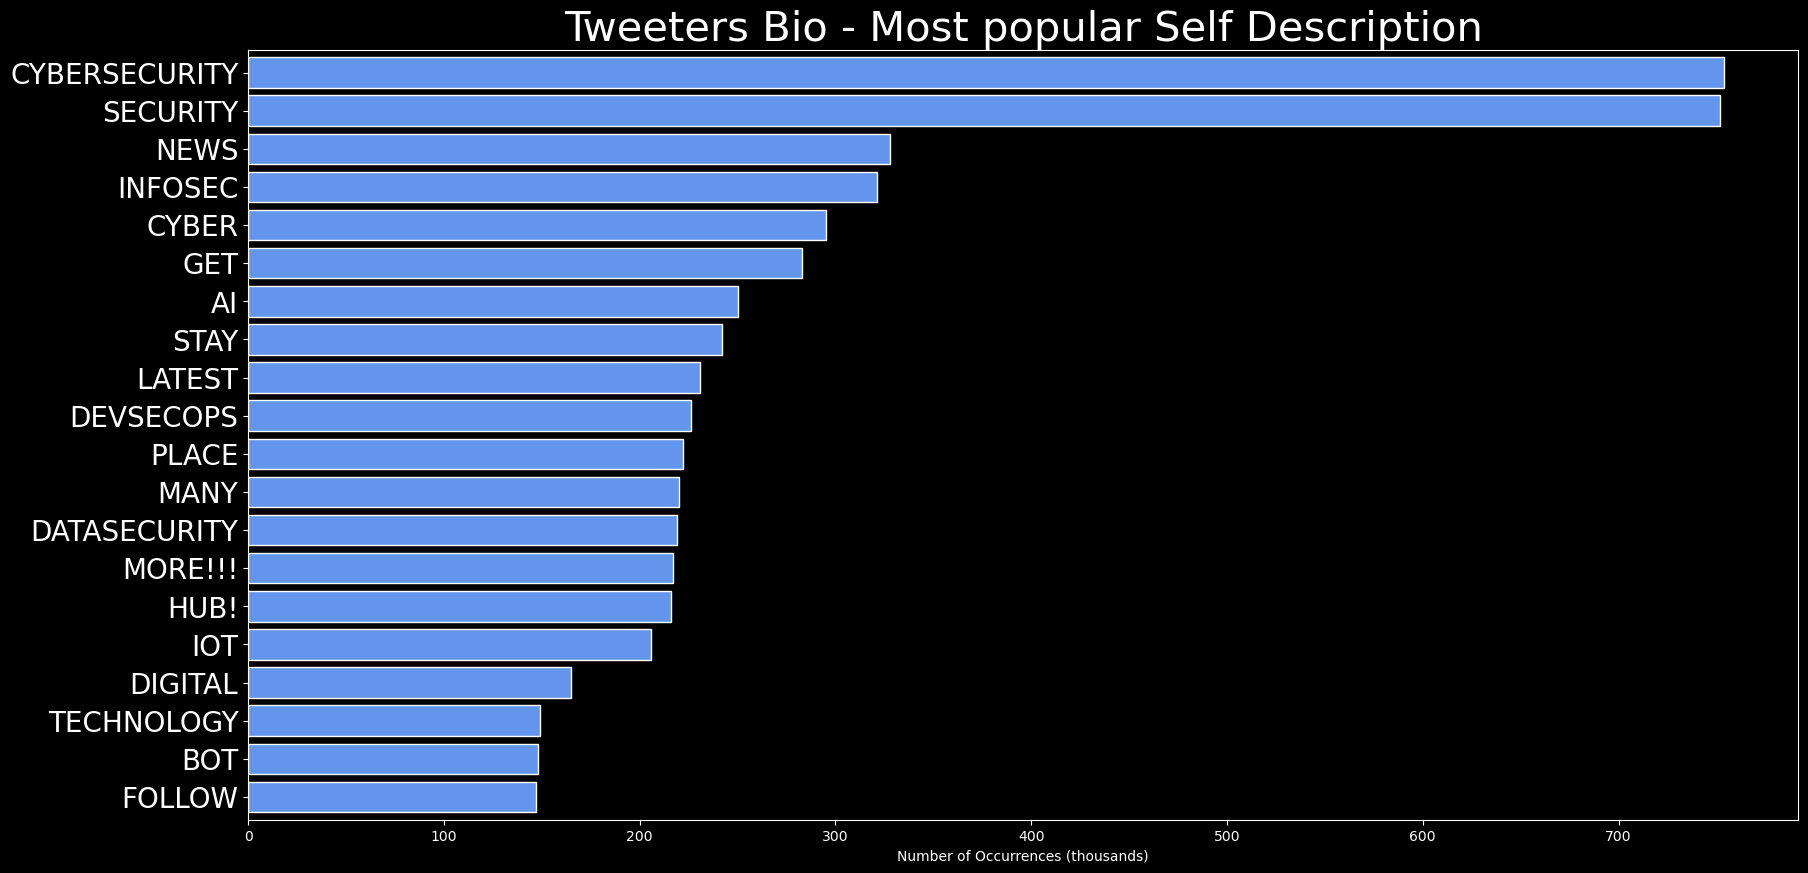 Tweeters Bio - Most popular Self Description
CYBERSECURITY
SECURITY
NEWS
INFOSEC
CYBER
GET
AI
STAY
LATEST
DEVSECOPS
PLACE
MANY
DATASECURITY
MORE!!!
HUB!
IOT
DIGITAL
TECHNOLOGY
BOT
FOLLOW
0 100 200 300 400 500 600 700
Number of Occurrences (thousands)